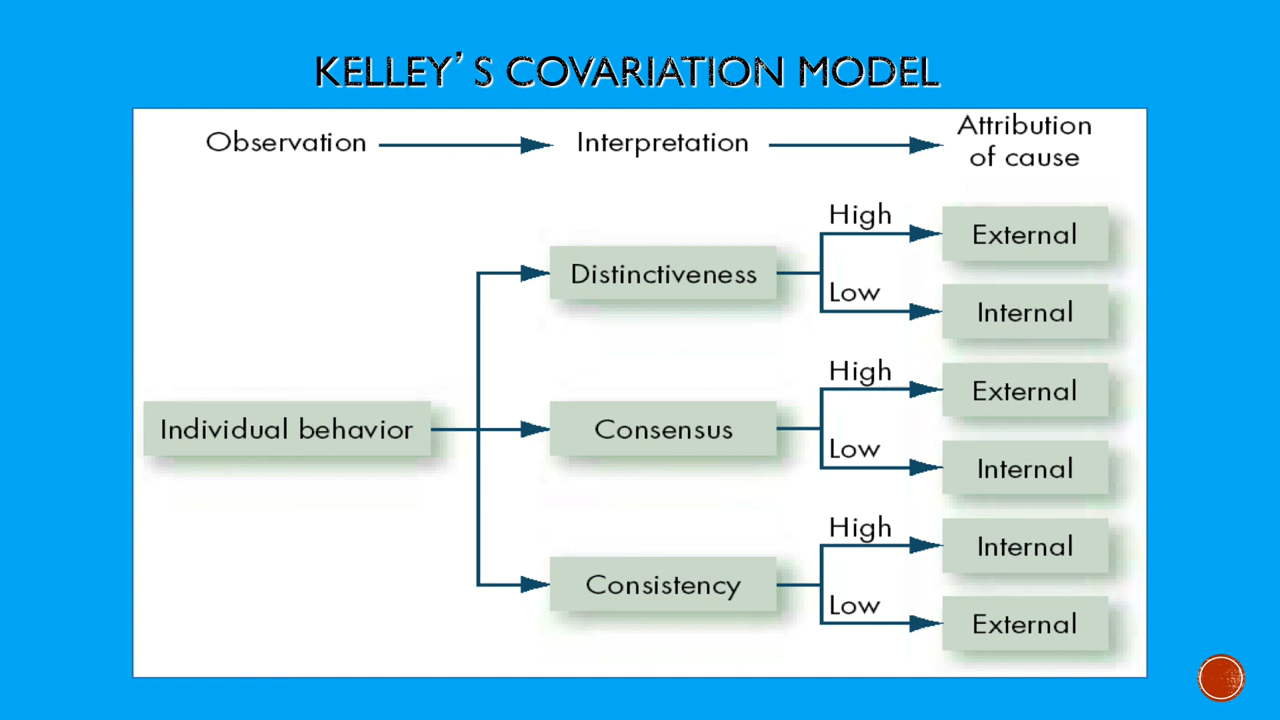 KELLEY’S COVARIATION MODEL
Observation
Interpretation
Attribution
of cause
High
External
Distinctiveness
Low
Internal
High
External
Individual behavior
Consensus
Low
Internal
High
Internal
Consistency
Low
External